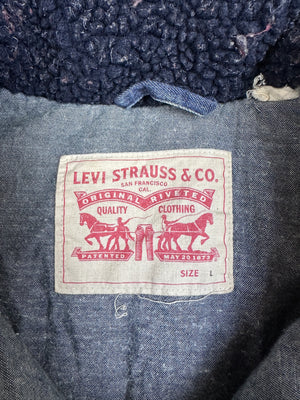 LEVI STRAUSS & CO.
SAN FRANCISCO
CAL.
ORIGINAL RIVETED
QUALITY CLOTHING
PATENTED MAY 20 1873
SIZE L